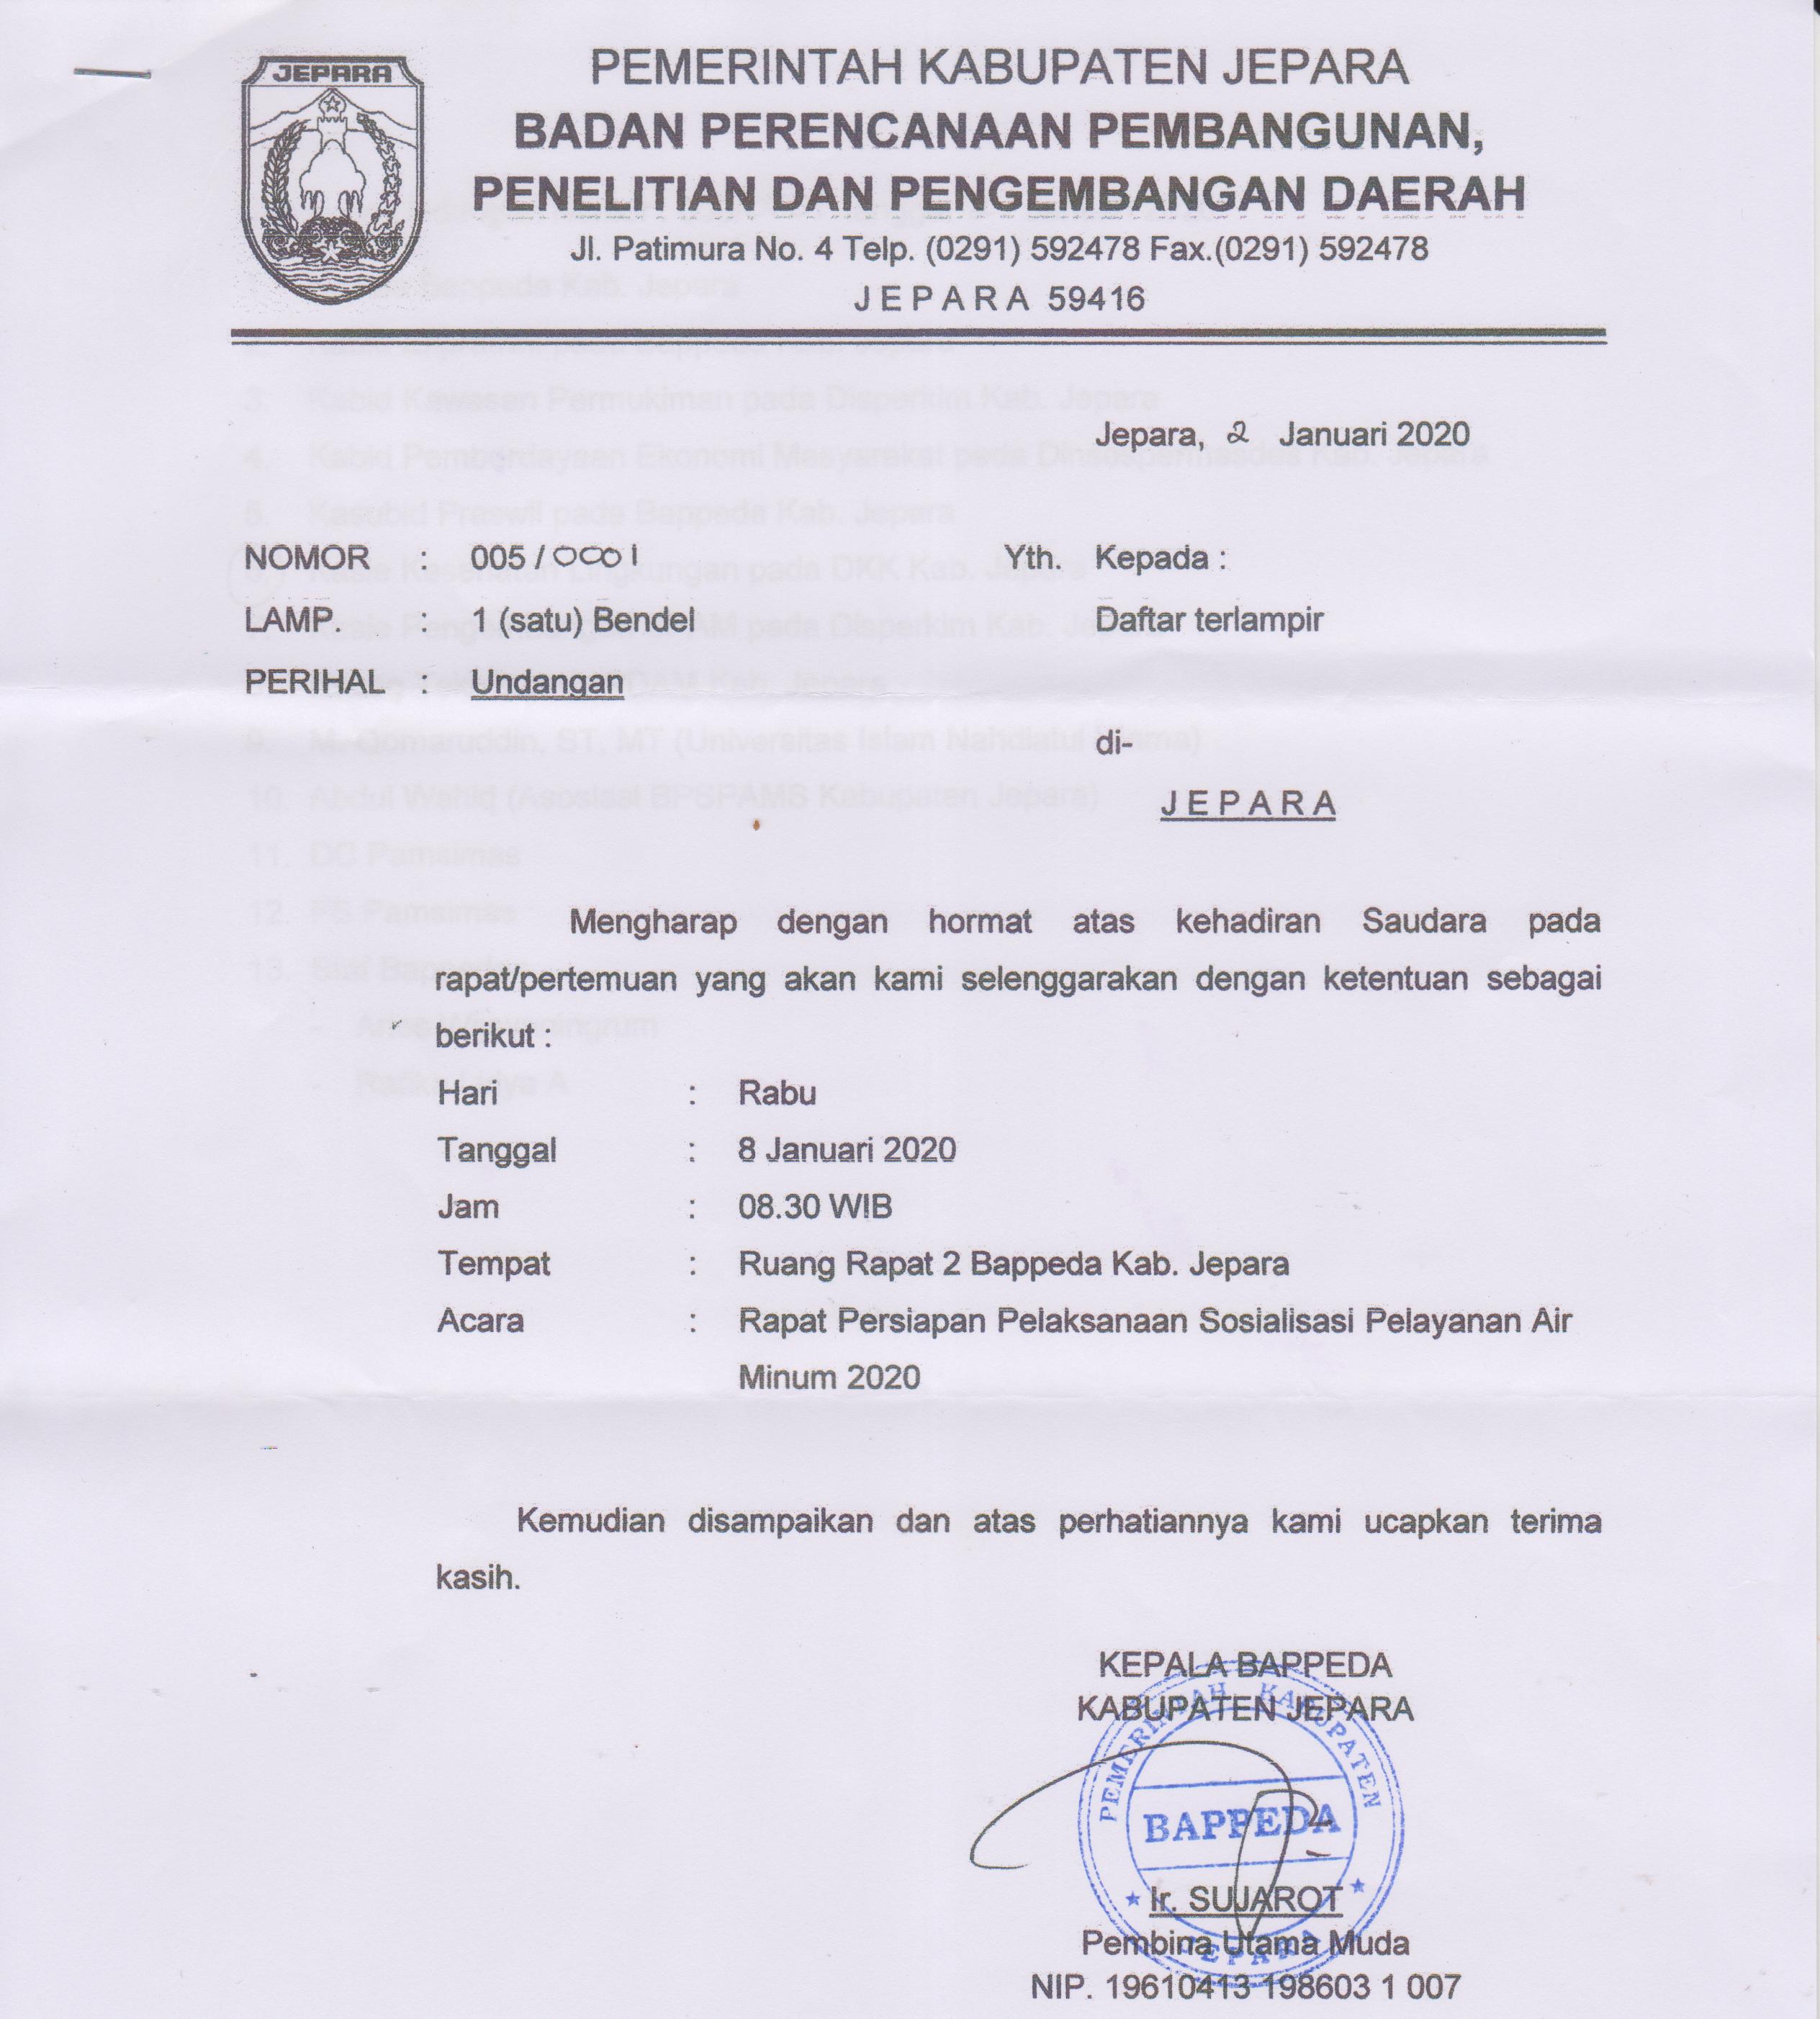 JEPARA
PEMERINTAH KABUPATEN JEPARA
BADAN PERENCANAAN PEMBANGUNAN,
PENELITIAN DAN PENGEMBANGAN DAERAH
Jl. Patimura No. 4 Telp. (0291) 592478 Fax.(0291) 592478
J E P A R A 59416
Jepara, 2 Januari 2020
NOMOR : 005 / 0001
LAMP. : 1 (satu) Bendel
PERIHAL : Undangan
Yth. Kepada :
Daftar terlampir
di-
J E P A R A
Mengharap dengan hormat atas kehadiran Saudara pada
rapat/pertemuan yang akan kami selenggarakan dengan ketentuan sebagai
berikut :
Hari : Rabu
Tanggal : 8 Januari 2020
Jam : 08.30 WIB
Tempat : Ruang Rapat 2 Bappeda Kab. Jepara
Acara : Rapat Persiapan Pelaksanaan Sosialisasi Pelayanan Air
Minum 2020
Kemudian disampaikan dan atas perhatiannya kami ucapkan terima
kasih.
KEPALA BAPPEDA
KABUPATEN JEPARA
PEMERINTAH KABUPATEN
BAPPEDA
JEPARA
Ir. SUJAROT
Pembina Utama Muda
NIP. 19610413 198603 1 007